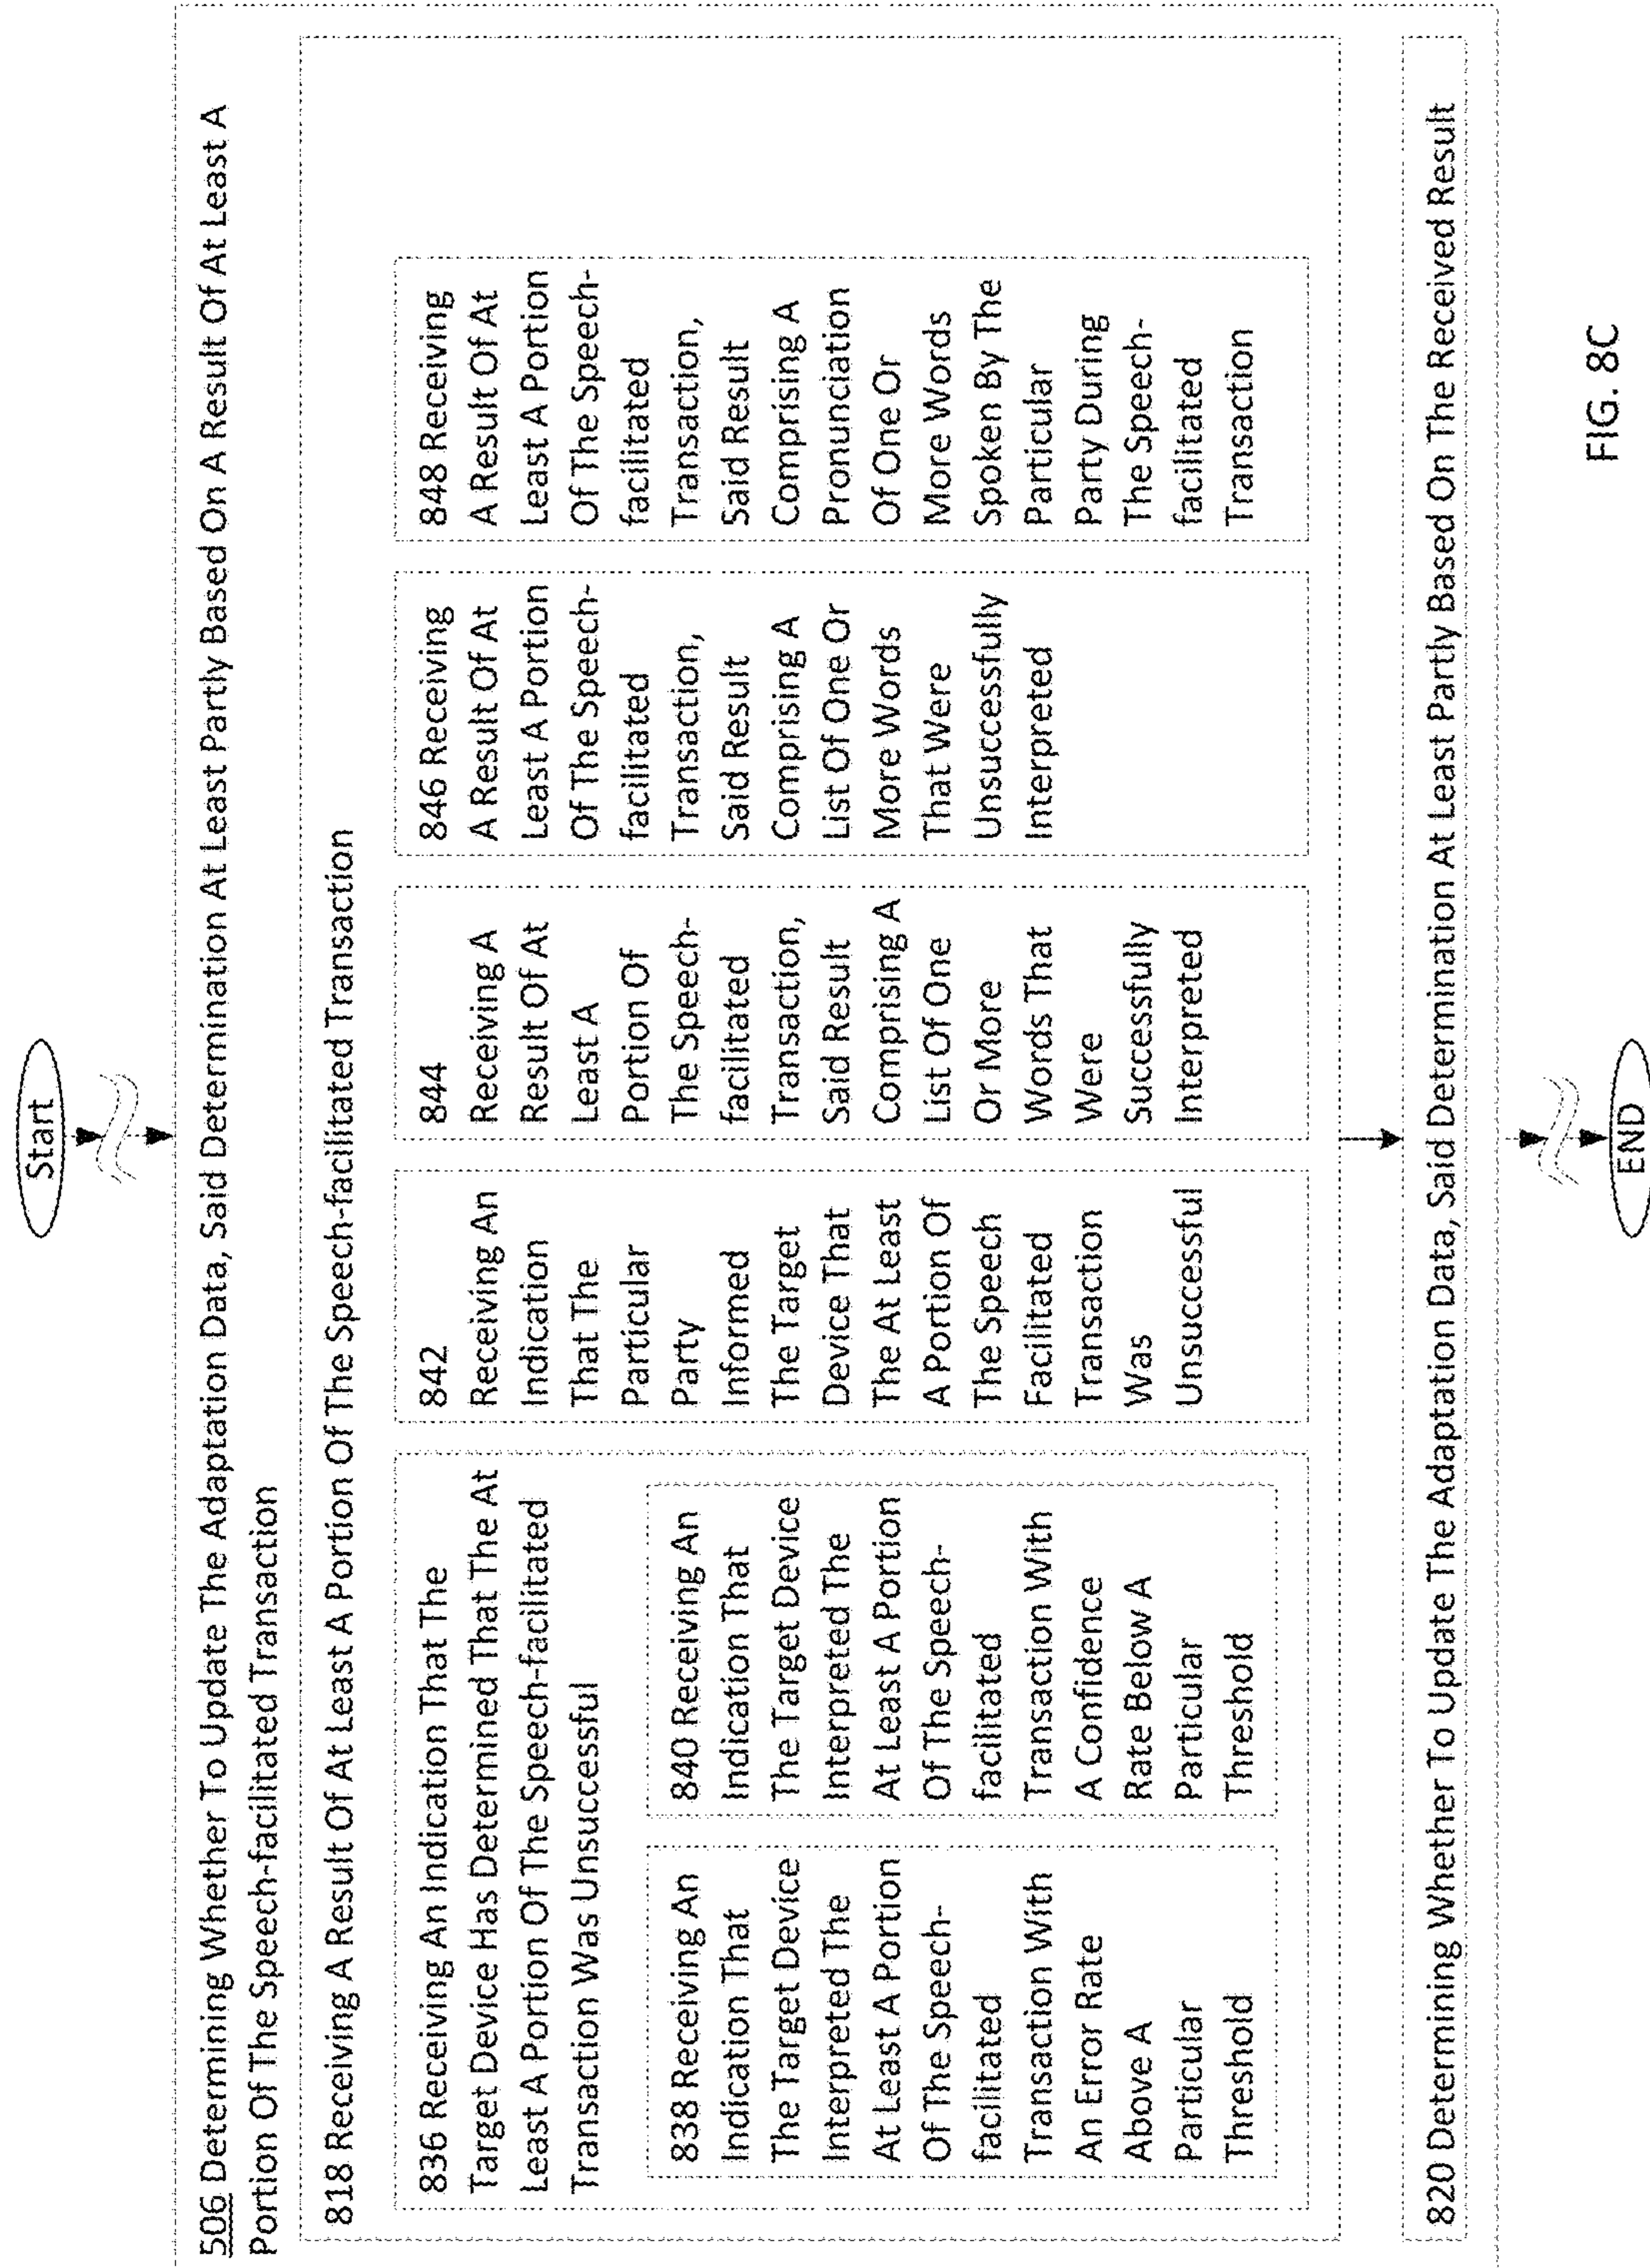 Start
506 Determining Whether To Update The Adaptation Data, Said Determination At Least Partly Based On A Result Of At Least A
Portion Of The Speech-facilitated Transaction
818 Receiving A Result Of At Least A Portion Of The Speech-facilitated Transaction
836 Receiving An Indication That The
Target Device Has Determined That The At
Least A Portion Of The Speech-facilitated
Transaction Was Unsuccessful
838 Receiving An
Indication That
The Target Device
Interpreted The
At Least A Portion
Of The Speech-
facilitated
Transaction With
An Error Rate
Above A
Particular
Threshold
840 Receiving An
Indication That
The Target Device
Interpreted The
At Least A Portion
Of The Speech-
facilitated
Transaction With
A Confidence
Rate Below A
Particular
Threshold
842
Receiving An
Indication
That The
Particular
Party
Informed
The Target
Device That
The At Least
A Portion Of
The Speech
Facilitated
Transaction
Was
Unsuccessful
844
Receiving A
Result Of At
Least A
Portion Of
The Speech-
facilitated
Transaction,
Said Result
Comprising A
List Of One
Or More
Words That
Were
Successfully
Interpreted
846 Receiving
A Result Of At
Least A Portion
Of The Speech-
facilitated
Transaction,
Said Result
Comprising A
List Of One Or
More Words
That Were
Unsuccessfully
Interpreted
848 Receiving
A Result Of At
Least A Portion
Of The Speech-
facilitated
Transaction,
Said Result
Comprising A
Pronunciation
Of One Or
More Words
Spoken By The
Particular
Party During
The Speech-
facilitated
Transaction
820 Determining Whether To Update The Adaptation Data, Said Determination At Least Partly Based On The Received Result
END
FIG. 8C